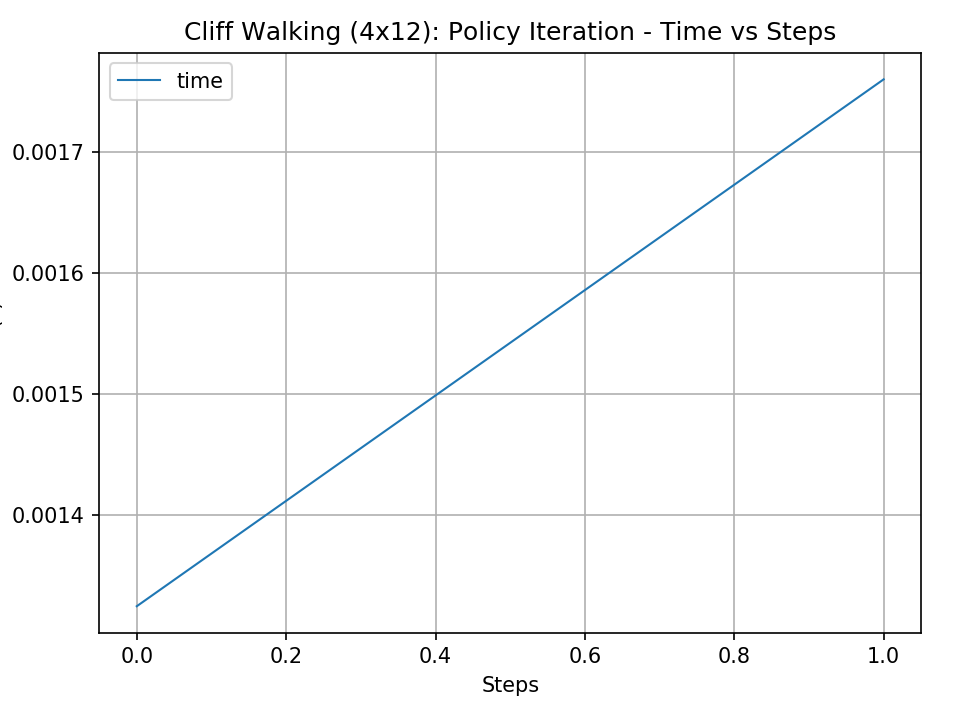 Cliff Walking (4x12): Policy Iteration - Time vs Steps
time
0.0017
0.0016
0.0015
0.0014
0.0 0.2 0.4 0.6 0.8 1.0
Steps